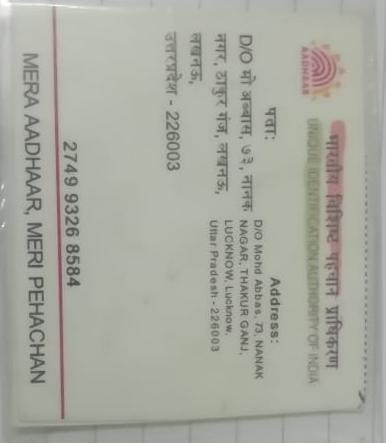 AADHAAR
भारतीय विशिष्ट पहचान प्राधिकरण
UNIQUE IDENTIFICATION AUTHORITY OF INDIA
पता:
D/O मो अब्बास, ७३, नानक
नगर, ठाकुर गंज, लखनऊ,
लखनऊ,
उत्तरप्रदेश - 226003
Address:
D/O Mohd Abbas, 73, NANAK
NAGAR, THAKUR GANJ,
LUCKNOW, Lucknow,
Uttar Pradesh - 226003
2749 9326 8584
MERA AADHAAR, MERI PEHACHAN